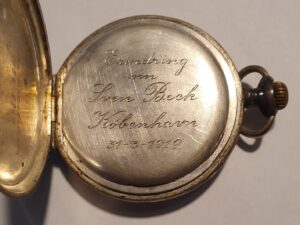 Erindring
om
Sven Beck
København
31-3-1919